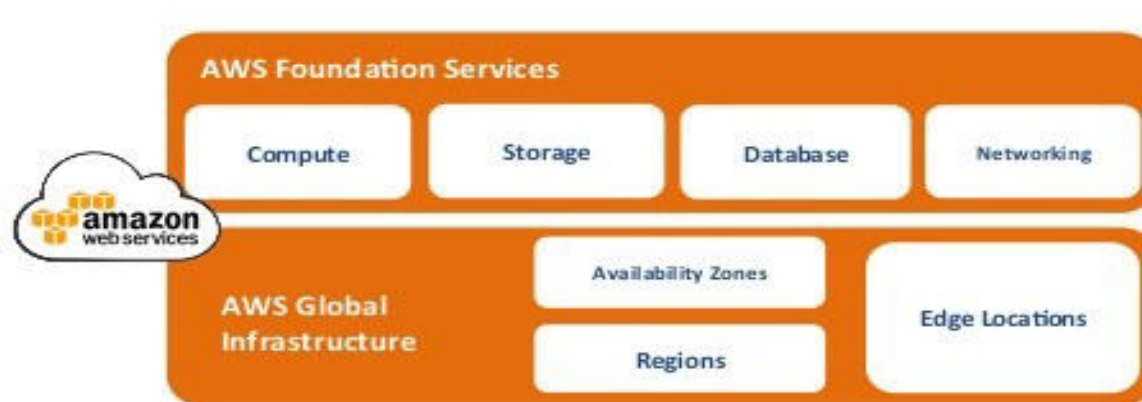 AWS Foundation Services
Compute
Storage
Database
Networking
amazon
web services
AWS Global
Infrastructure
Availability Zones
Regions
Edge Locations